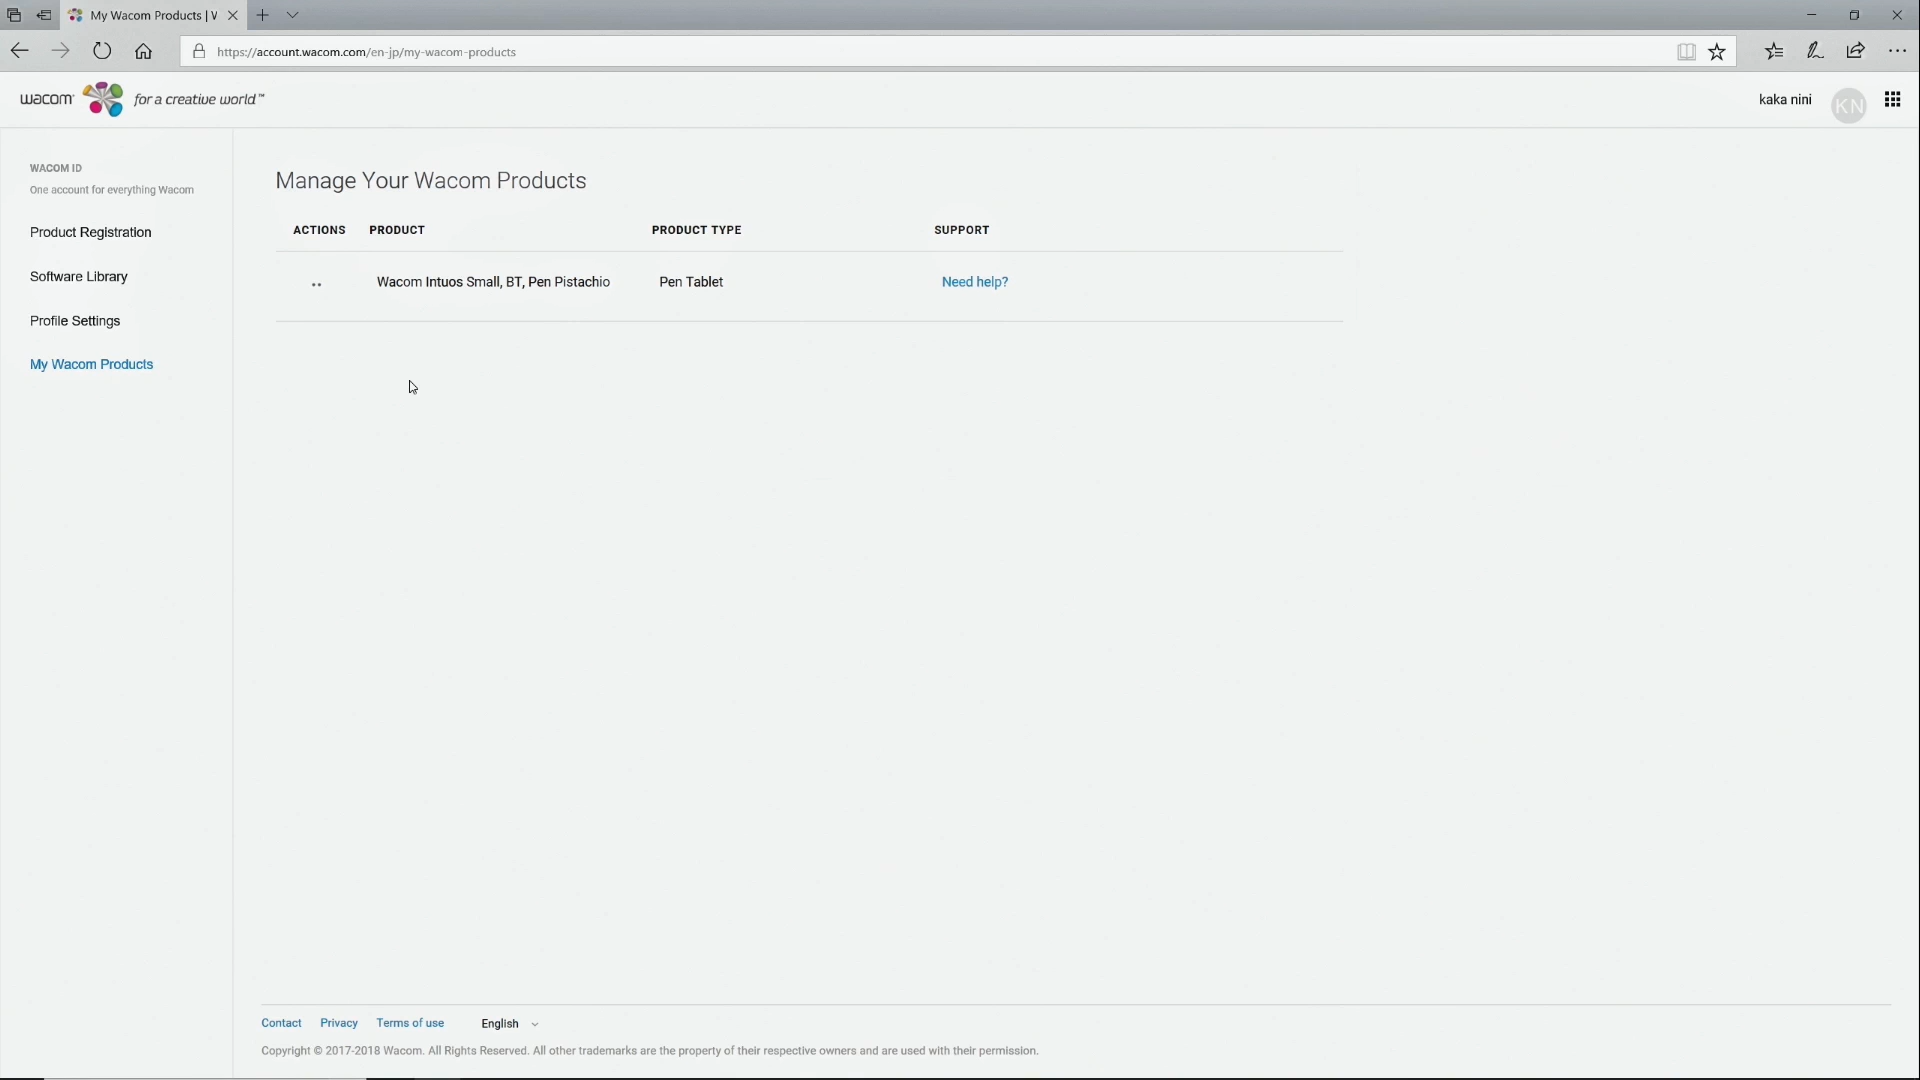 My Wacom Products | W
https://account.wacom.com/en-jp/my-wacom-products
wacom for a creative world™
kaka nini
KN
WACOM ID
One account for everything Wacom
Product Registration
Software Library
Profile Settings
My Wacom Products
Manage Your Wacom Products
ACTIONS PRODUCT PRODUCT TYPE SUPPORT
Wacom Intuos Small, BT, Pen Pistachio Pen Tablet Need help?
Contact Privacy Terms of use English
Copyright © 2017-2018 Wacom. All Rights Reserved. All other trademarks are the property of their respective owners and are used with their permission.